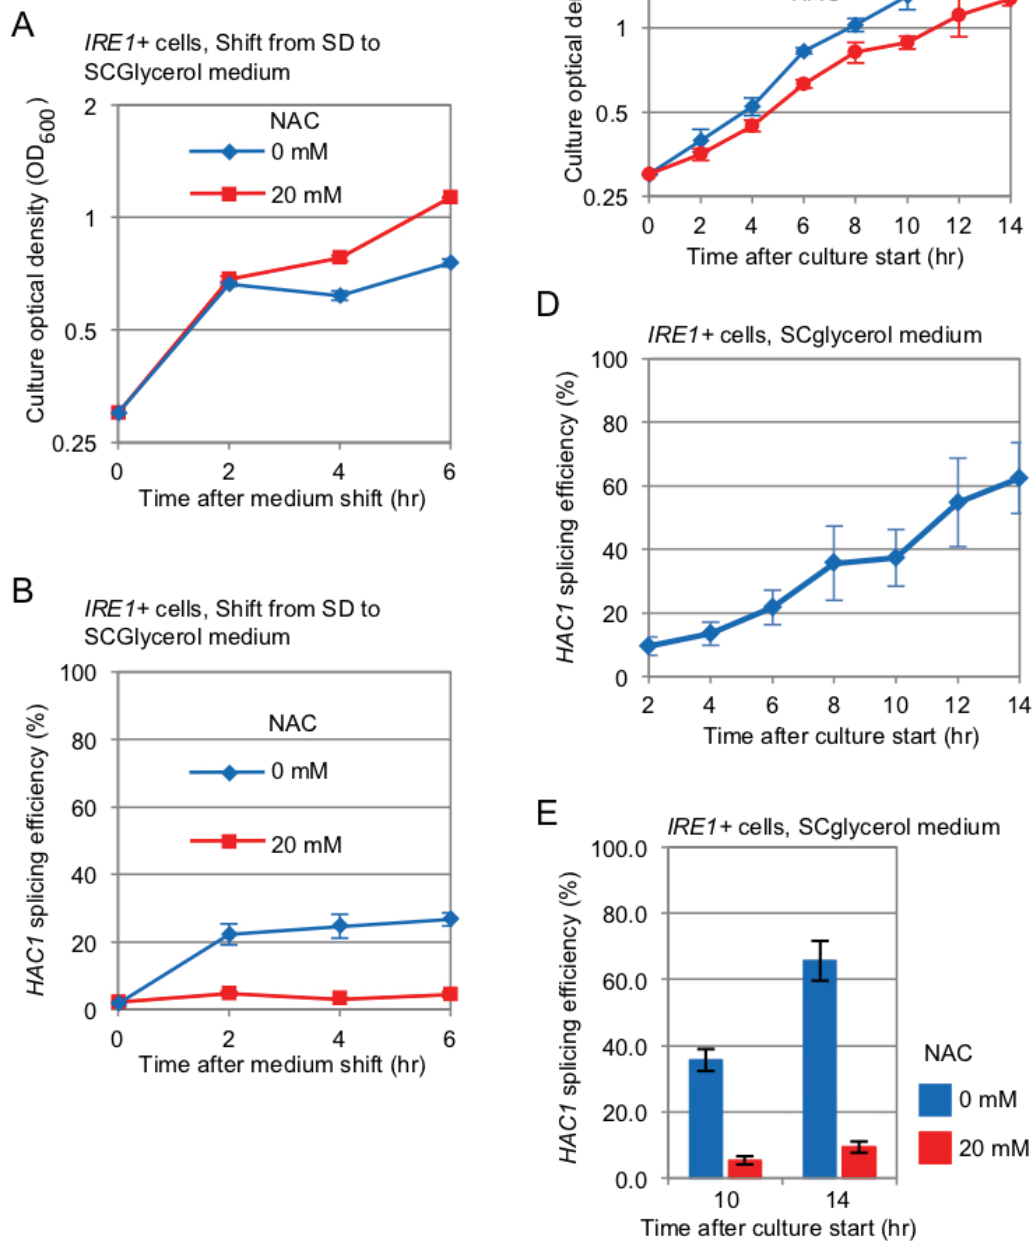 A
IRE1+ cells, Shift from SD to
SCGlycerol medium
Culture optical density (OD600)
2
1
0.5
0.25
NAC
0 mM
20 mM
0 2 4 6
Time after medium shift (hr)
B
IRE1+ cells, Shift from SD to
SCGlycerol medium
HAC1 splicing efficiency (%)
100
80
60
40
20
0
NAC
0 mM
20 mM
0 2 4 6
Time after medium shift (hr)
Culture optical
1
0.5
0.25
0 2 4 6 8 10 12 14
Time after culture start (hr)
D
IRE1+ cells, SCglycerol medium
HAC1 splicing efficiency (%)
100
80
60
40
20
0
2 4 6 8 10 12 14
Time after culture start (hr)
E
IRE1+ cells, SCglycerol medium
HAC1 splicing efficiency (%)
100.0
80.0
60.0
40.0
20.0
0.0
10 14
Time after culture start (hr)
NAC
0 mM
20 mM